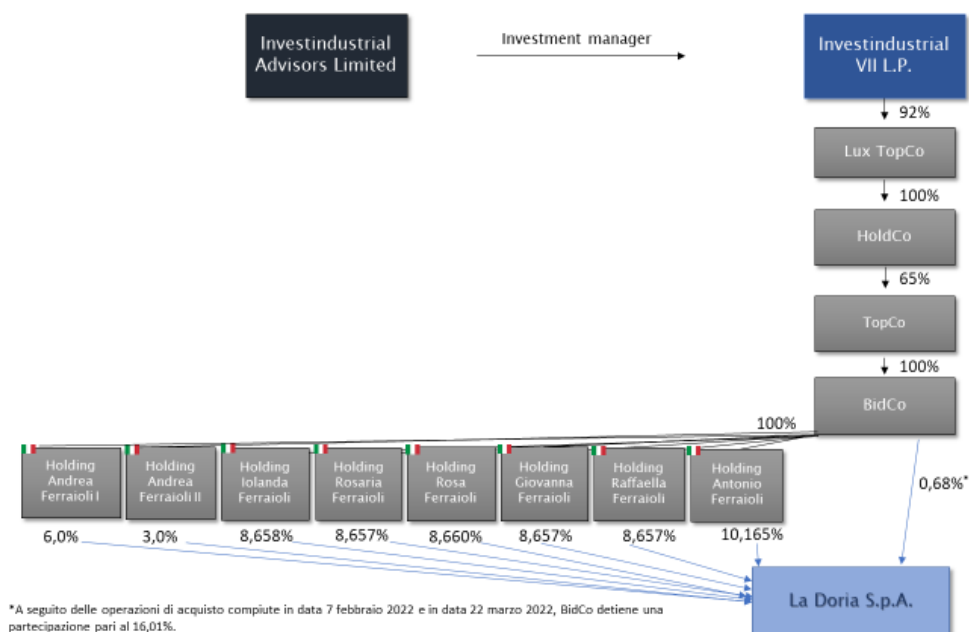 Investindustrial
Advisors Limited
Investment manager
Investindustrial
VII L.P.
92%
Lux TopCo
100%
HoldCo
65%
TopCo
100%
BidCo
100%
Holding
Andrea
Ferraioli I
Holding
Andrea
Ferraioli II
Holding
Iolanda
Ferraioli
Holding
Rosaria
Ferraioli
Holding
Rosa
Ferraioli
Holding
Giovanna
Ferraioli
Holding
Raffaella
Ferraioli
Holding
Antonio
Ferraioli
0,68%*
6,0%
3,0%
8,658%
8,657%
8,660%
8,657%
8,657%
10,165%
La Doria S.p.A.
*A seguito delle operazioni di acquisto compiute in data 7 febbraio 2022 e in data 22 marzo 2022, BidCo detiene una
partecipazione pari al 16,01%.